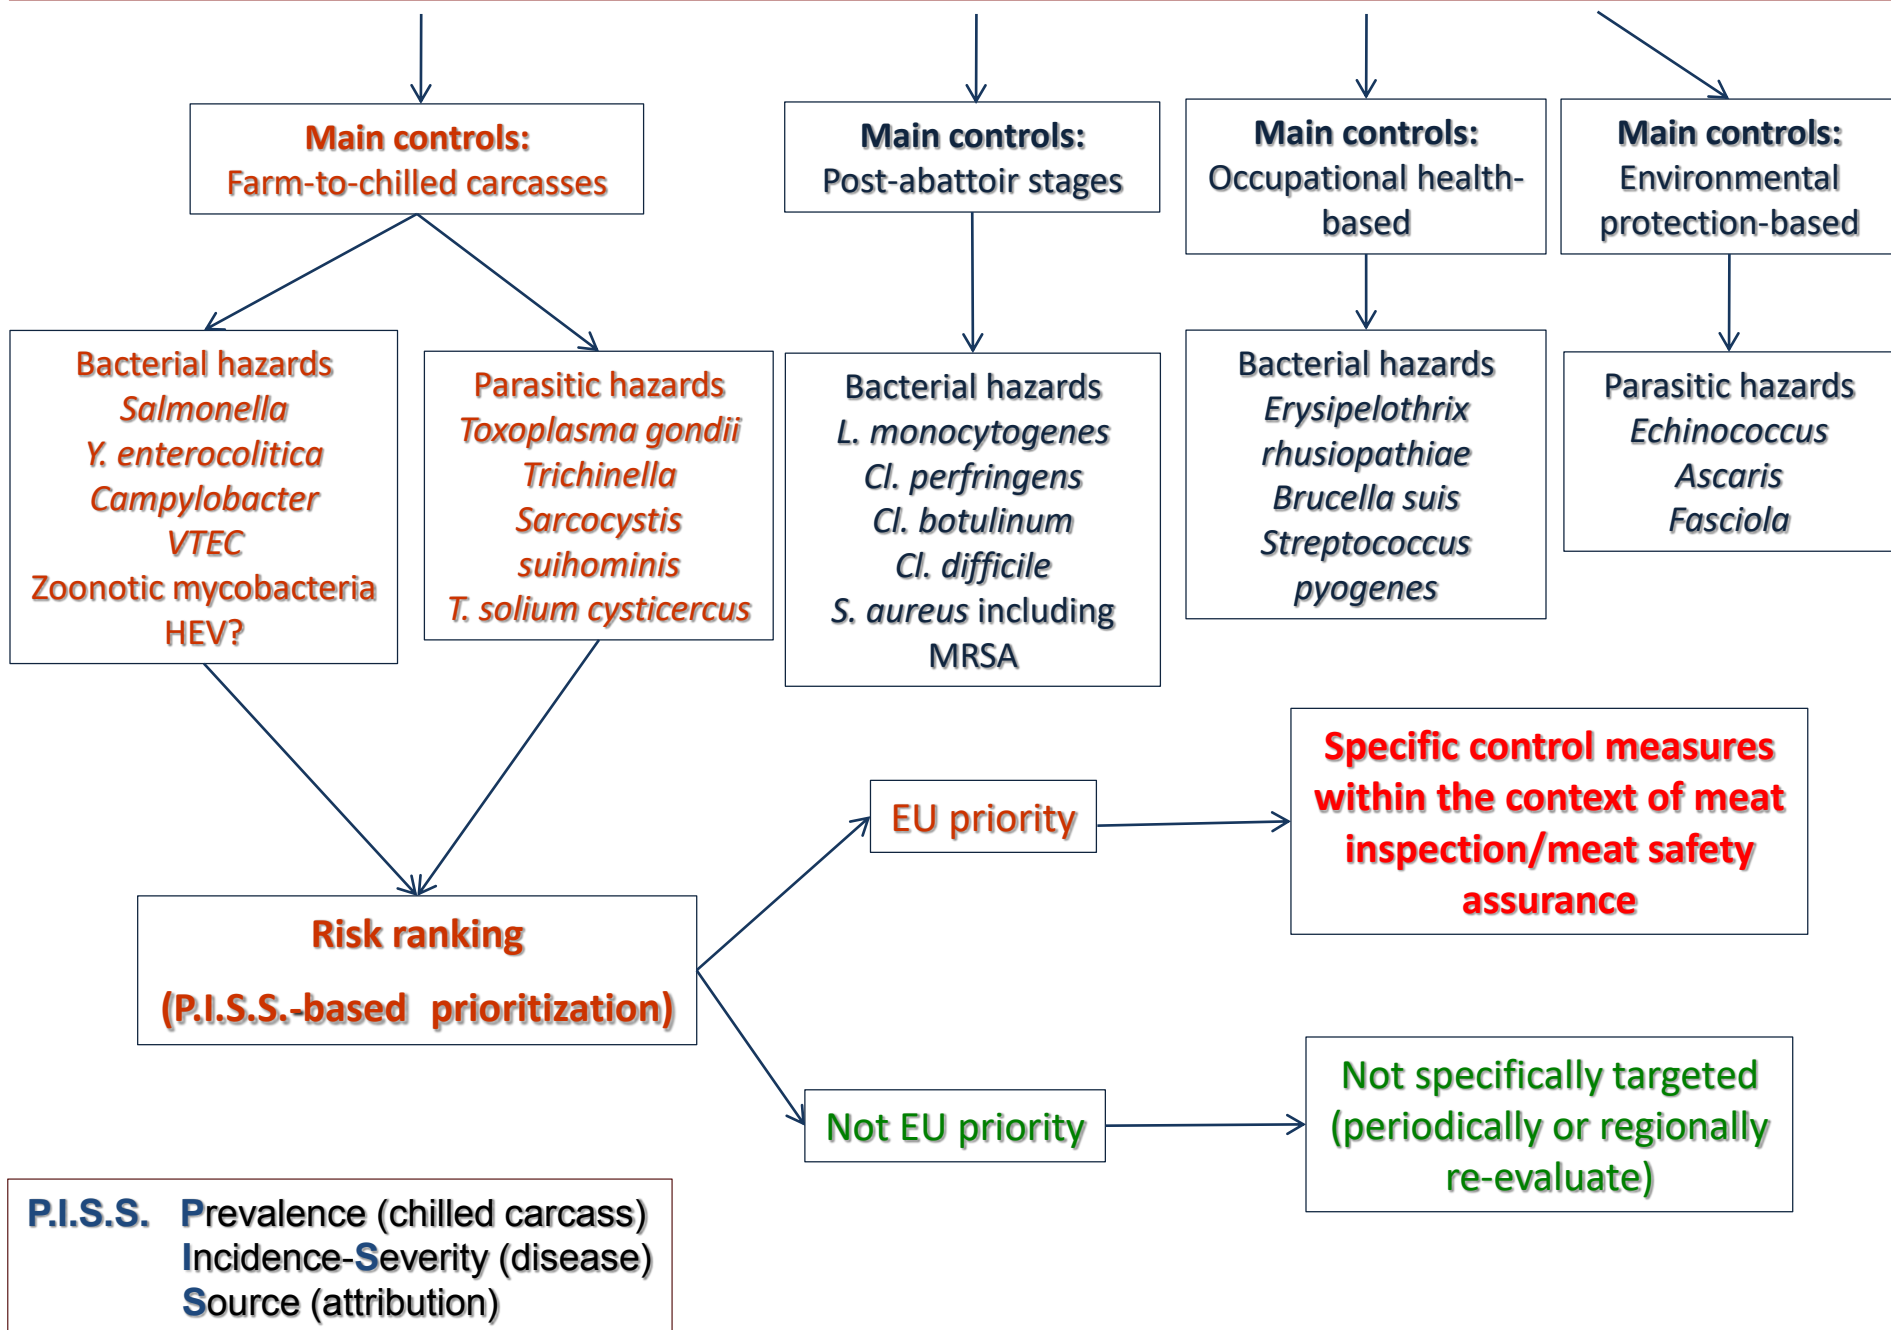 Main controls:
Farm-to-chilled carcasses
Main controls:
Post-abattoir stages
Main controls:
Occupational health-
based
Main controls:
Environmental
protection-based
Bacterial hazards
Salmonella
Y. enterocolitica
Campylobacter
VTEC
Zoonotic mycobacteria
HEV?
Parasitic hazards
Toxoplasma gondii
Trichinella
Sarcocystis
suihominis
T. solium cysticercus
Bacterial hazards
L. monocytogenes
Cl. perfringens
Cl. botulinum
Cl. difficile
S. aureus including
MRSA
Bacterial hazards
Erysipelothrix
rhusiopathiae
Brucella suis
Streptococcus
pyogenes
Parasitic hazards
Echinococcus
Ascaris
Fasciola
Risk ranking
(P.I.S.S.-based prioritization)
EU priority
Specific control measures
within the context of meat
inspection/meat safety
assurance
Not EU priority
Not specifically targeted
(periodically or regionally
re-evaluate)
P.I.S.S. Prevalence (chilled carcass)
Incidence-Severity (disease)
Source (attribution)